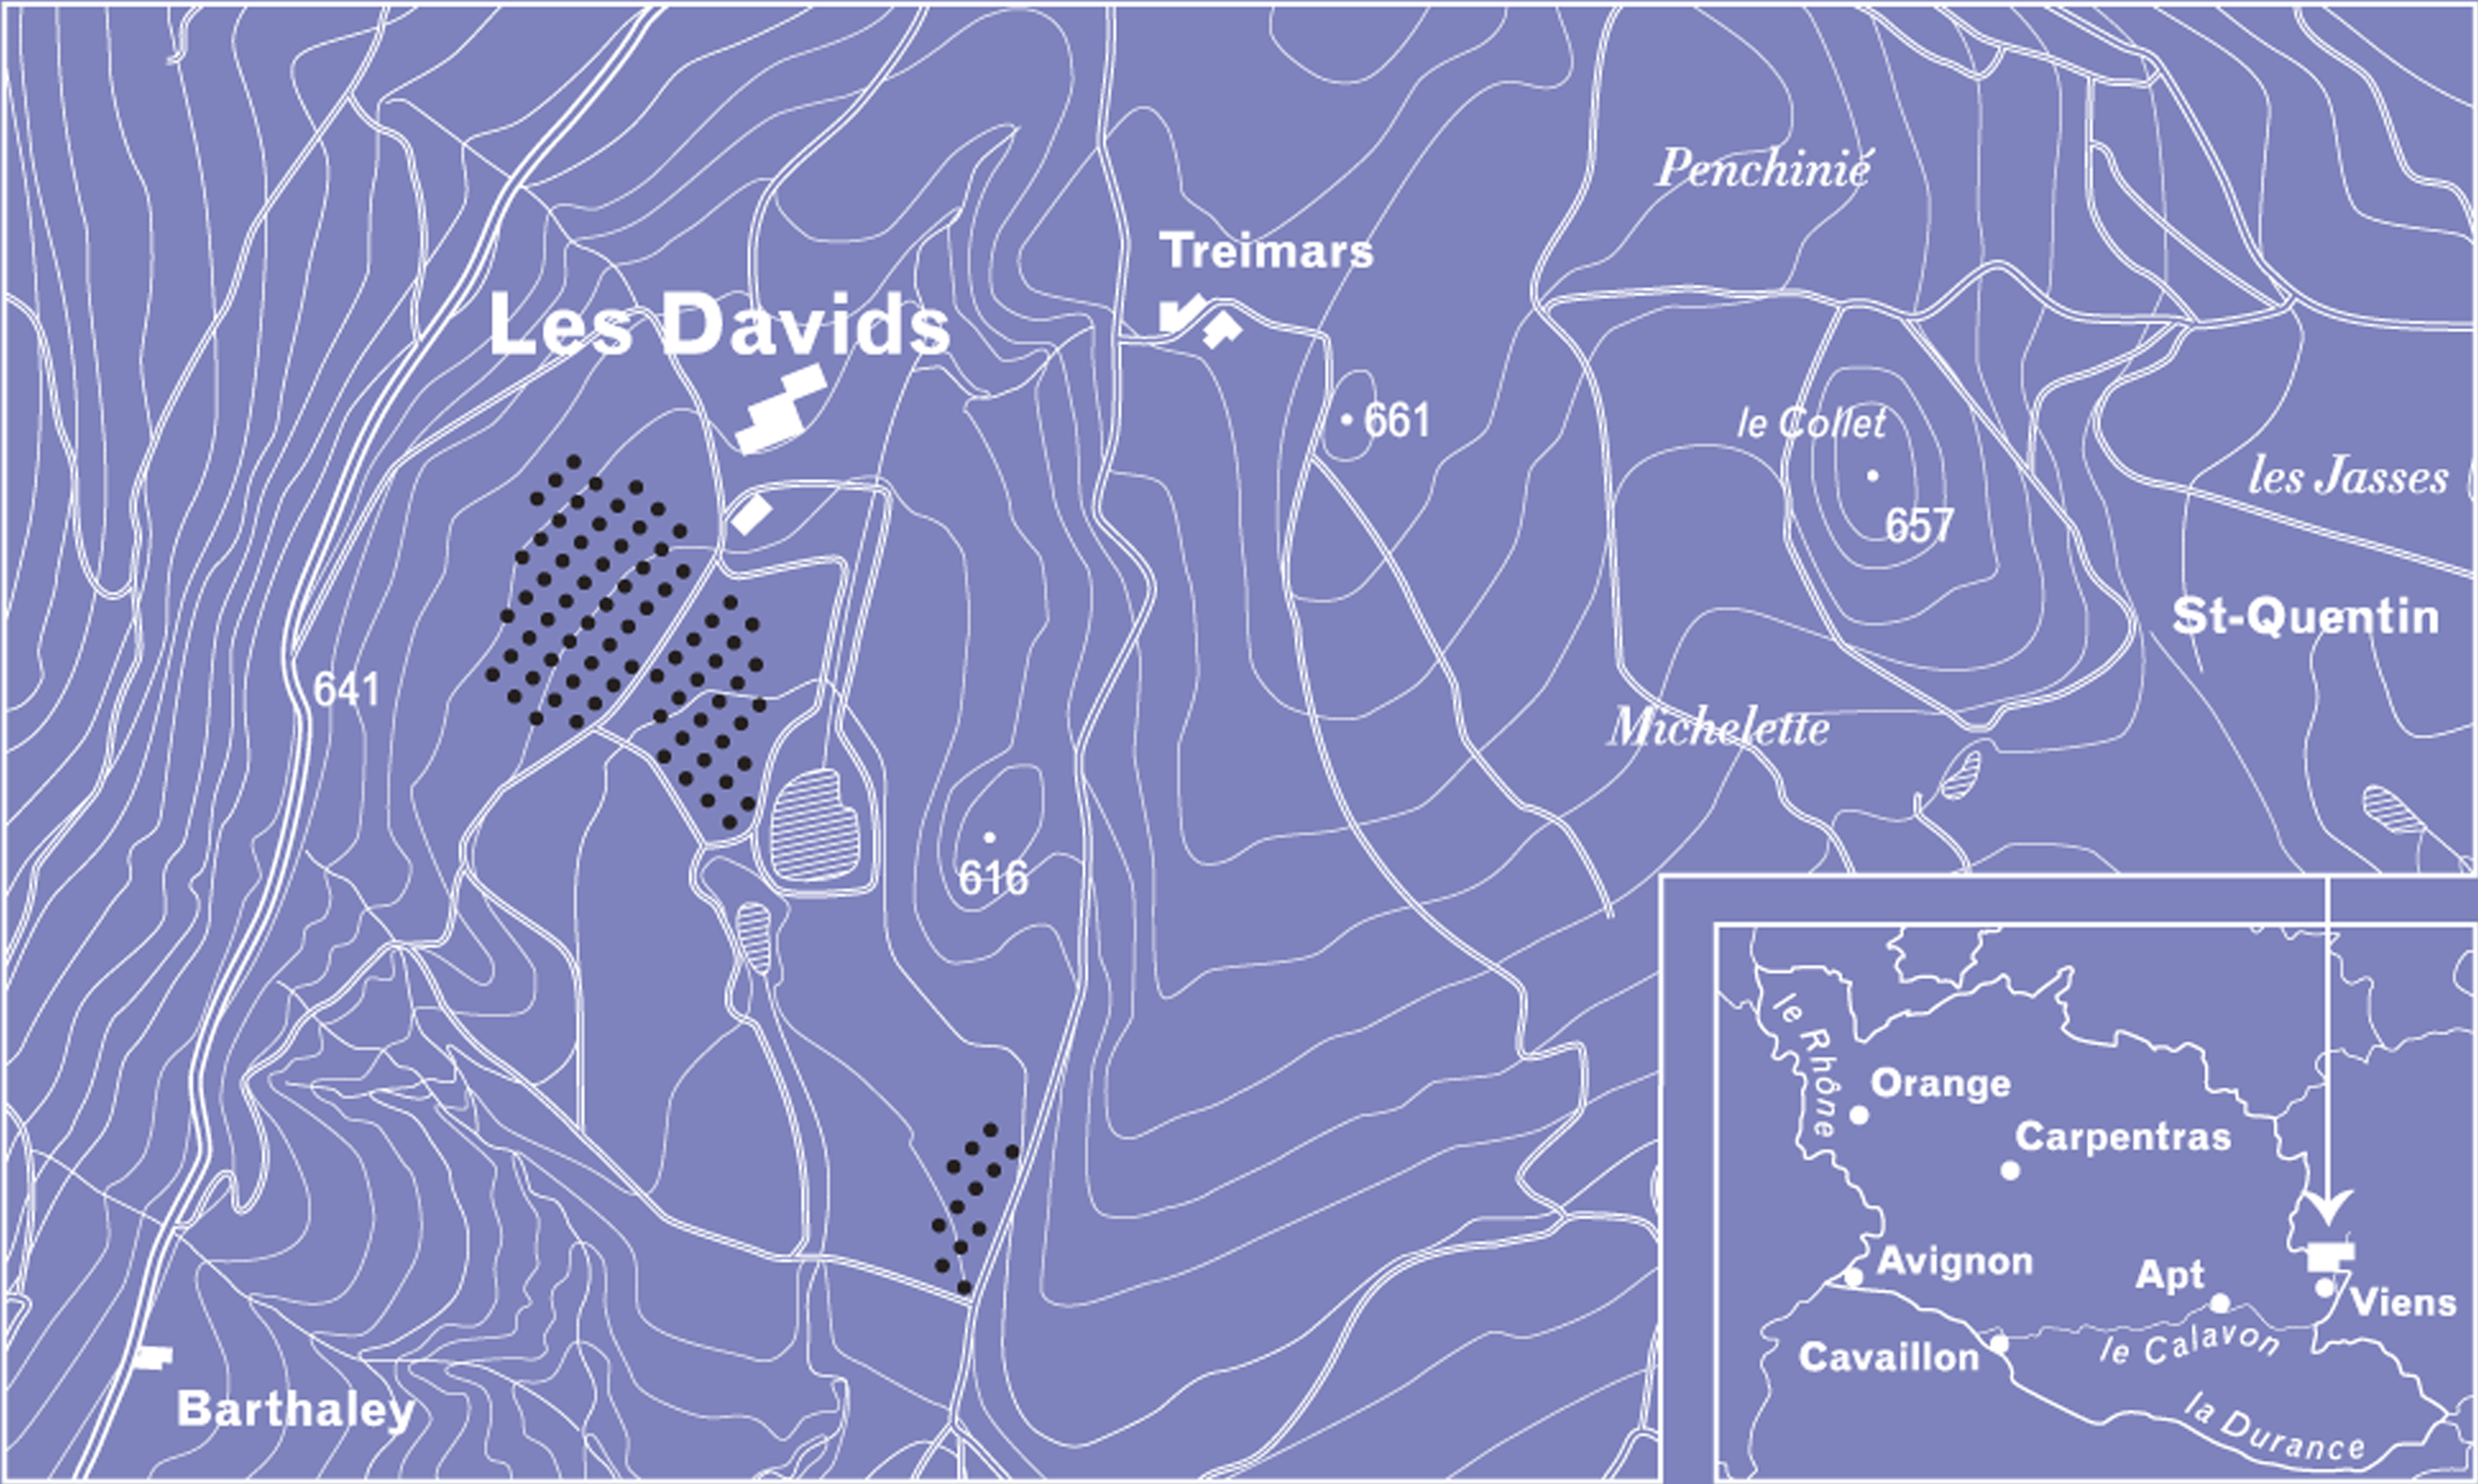 Penchinié
Treimars
Les Davids
661
le Collet
657
les Jasses
St-Quentin
641
Michelette
616
Barthaley
le Rhône
Orange
Carpentras
Avignon
Apt
Viens
Cavaillon
le Calavon
la Durance